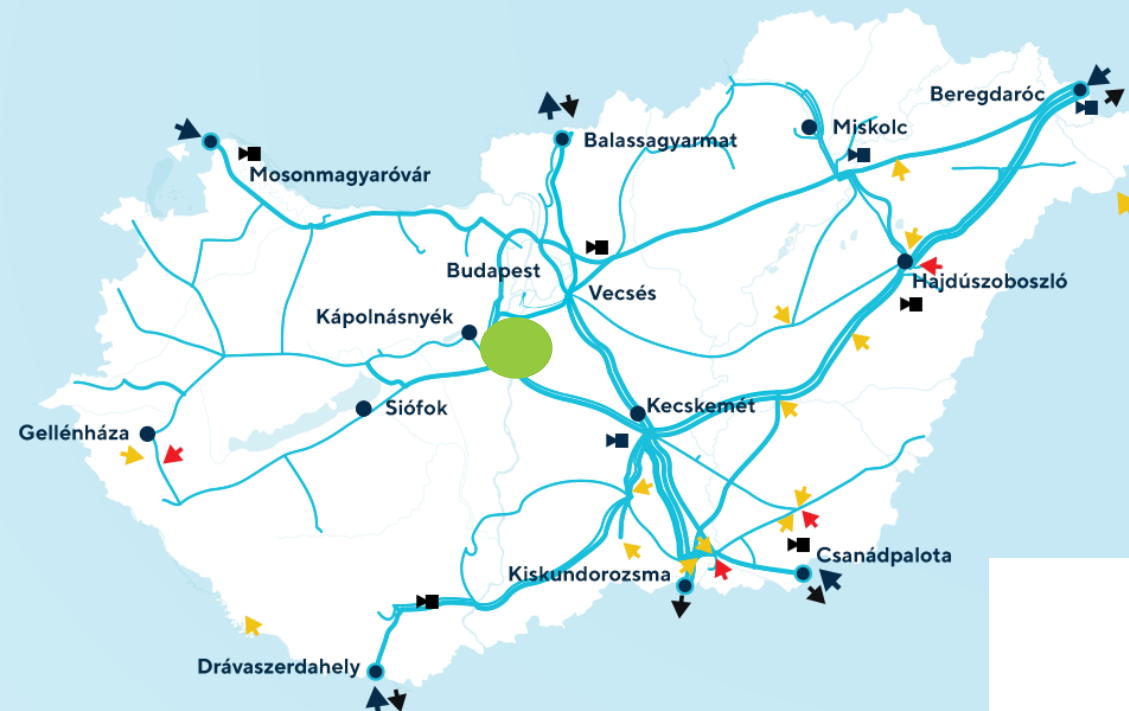 Beregdaróc
Miskolc
Balassagyarmat
Mosonmagyaróvár
Budapest
Hajdúszoboszló
Vecsés
Kápolnásnyék
Siófok
Kecskemét
Gellénháza
Csanádpalota
Kiskundorozsma
Drávaszerdahely